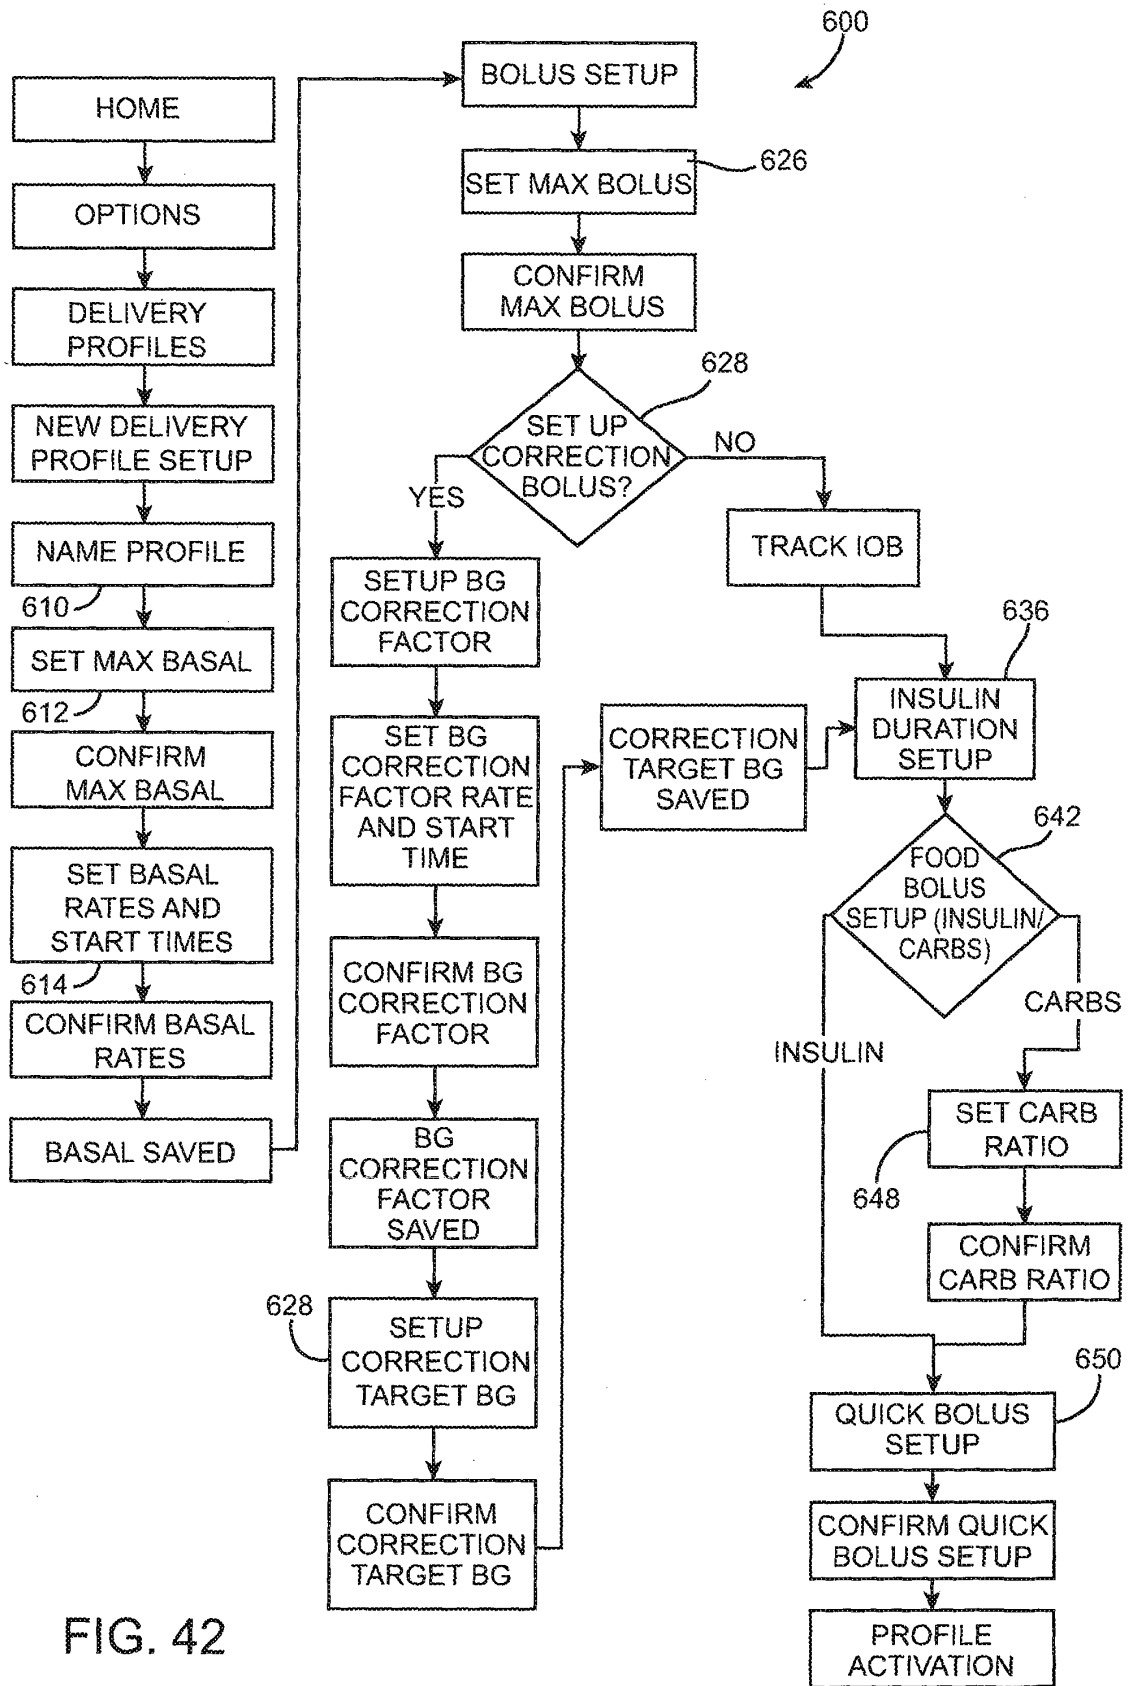 600
HOME
OPTIONS
DELIVERY
PROFILES
NEW DELIVERY
PROFILE SETUP
NAME PROFILE
610
SET MAX BASAL
612
CONFIRM
MAX BASAL
SET BASAL
RATES AND
START TIMES
614
CONFIRM BASAL
RATES
BASAL SAVED
BOLUS SETUP
SET MAX BOLUS
626
CONFIRM
MAX BOLUS
628
SET UP
CORRECTION
BOLUS?
YES
NO
SETUP BG
CORRECTION
FACTOR
SET BG
CORRECTION
FACTOR RATE
AND START
TIME
CONFIRM BG
CORRECTION
FACTOR
BG
CORRECTION
FACTOR
SAVED
628
SETUP
CORRECTION
TARGET BG
CONFIRM
CORRECTION
TARGET BG
CORRECTION
TARGET BG
SAVED
TRACK IOB
636
INSULIN
DURATION
SETUP
642
FOOD
BOLUS
SETUP (INSULIN/
CARBS)
INSULIN
CARBS
SET CARB
RATIO
648
CONFIRM
CARB RATIO
650
QUICK BOLUS
SETUP
CONFIRM QUICK
BOLUS SETUP
PROFILE
ACTIVATION
FIG. 42